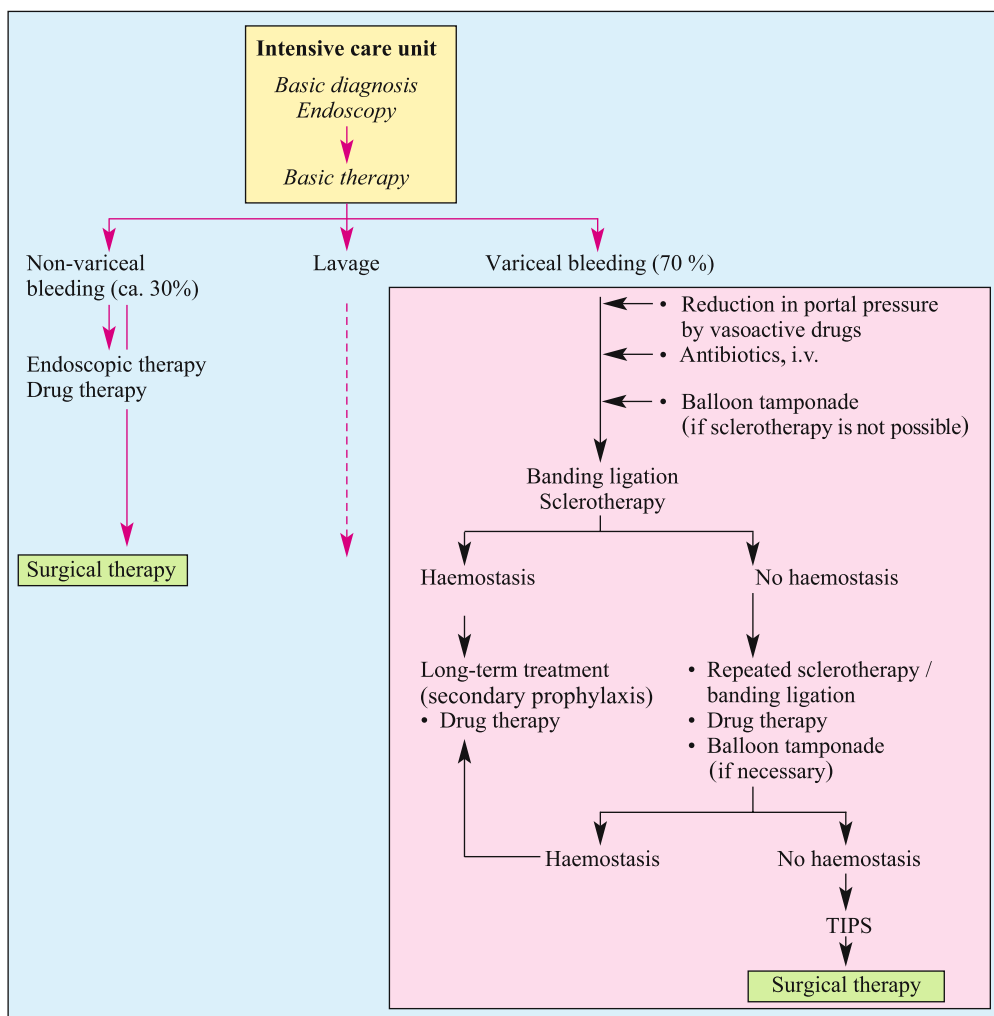 Intensive care unit
Basic diagnosis
Endoscopy
Basic therapy
Non-variceal
bleeding (ca. 30%)
Lavage
Variceal bleeding (70 %)
Endoscopic therapy
Drug therapy
Surgical therapy
• Reduction in portal pressure
by vasoactive drugs
• Antibiotics, i.v.
• Balloon tamponade
(if sclerotherapy is not possible)
Banding ligation
Sclerotherapy
Haemostasis
No haemostasis
Long-term treatment
(secondary prophylaxis)
• Drug therapy
• Repeated sclerotherapy /
banding ligation
• Drug therapy
• Balloon tamponade
(if necessary)
Haemostasis
No haemostasis
TIPS
Surgical therapy